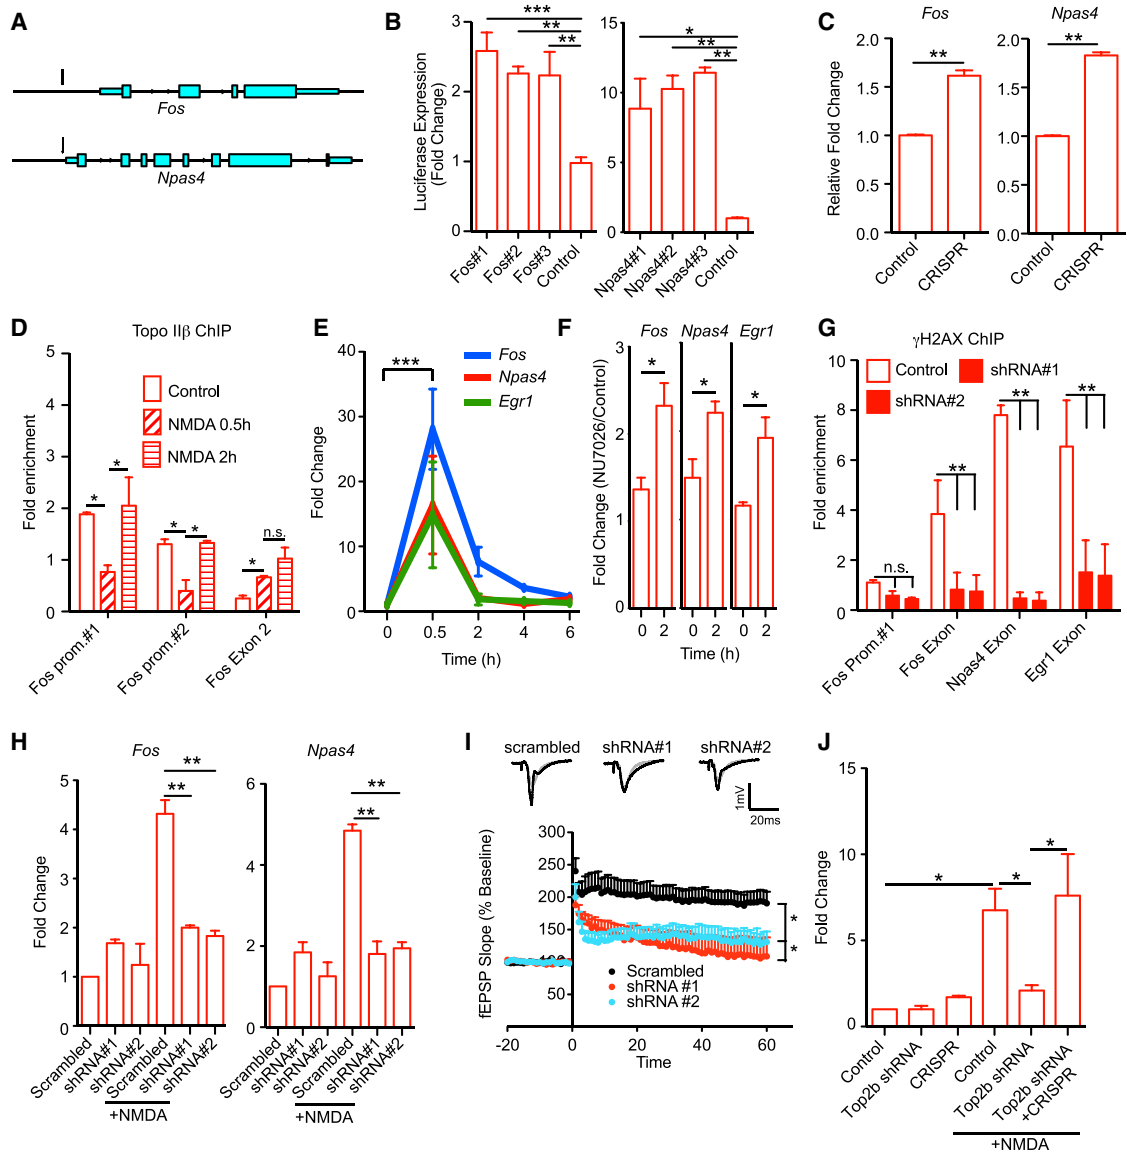 A
Fos
Npas4
B
Luciferase Expression
(Fold Change)
3
2
1
0
***
**
**
Fos#1
Fos#2
Fos#3
Control
15
10
5
0
*
**
**
Npas4#1
Npas4#2
Npas4#3
Control
C
Relative Fold Change
Fos
2.0
1.5
1.0
0.5
0.0
**
Control
CRISPR
Npas4
2.0
1.5
1.0
0.5
0.0
**
Control
CRISPR
D
Topo IIβ ChIP
Fold enrichment
5
4
3
2
1
0
Control
NMDA 0.5h
NMDA 2h
*
*
*
*
*
n.s.
Fos prom.#1
Fos prom.#2
Fos Exon 2
E
Fold Change
40
30
20
10
0
***
Fos
Npas4
Egr1
0
0.5
2
4
6
Time (h)
F
Fold Change (NU7026/Control)
Fos
Npas4
Egr1
3
2
1
0
*
*
*
0 2
0 2
0 2
Time (h)
G
γH2AX ChIP
Fold enrichment
10
8
6
4
2
0
Control
shRNA#1
shRNA#2
n.s.
**
**
**
Fos Prom.#1
Fos Exon
Npas4 Exon
Egr1 Exon
H
Fold Change
Fos
5
4
3
2
1
0
**
**
Scrambled
shRNA#1
shRNA#2
Scrambled
shRNA#1
shRNA#2
+NMDA
Npas4
6
4
2
0
**
**
Scrambled
shRNA#1
shRNA#2
Scrambled
shRNA#1
shRNA#2
+NMDA
I
scrambled
shRNA#1
shRNA#2
1mV
20ms
fEPSP Slope (% Baseline)
300
250
200
150
100
50
*
*
Scrambled
shRNA #1
shRNA #2
-20
0
20
40
60
Time
J
Fold Change
15
10
5
0
*
*
*
Control
Top2b shRNA
CRISPR
Control
Top2b shRNA
Top2b shRNA
+CRISPR
+NMDA